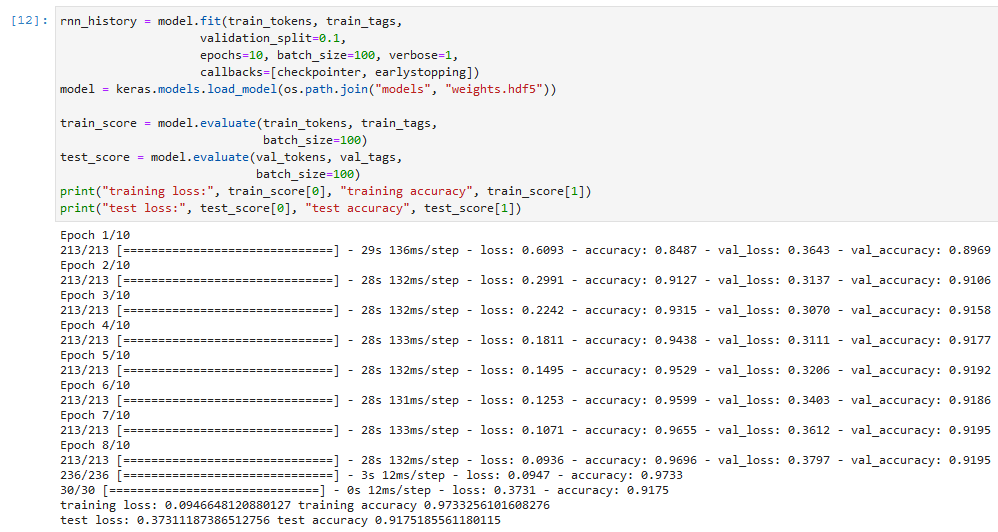 [12]: rnn_history = model.fit(train_tokens, train_tags,
validation_split=0.1,
epochs=10, batch_size=100, verbose=1,
callbacks=[checkpointer, earlystopping])
model = keras.models.load_model(os.path.join("models", "weights.hdf5"))
train_score = model.evaluate(train_tokens, train_tags,
batch_size=100)
test_score = model.evaluate(val_tokens, val_tags,
batch_size=100)
print("training loss:", train_score[0], "training accuracy", train_score[1])
print("test loss:", test_score[0], "test accuracy", test_score[1])
Epoch 1/10
213/213 [==============================] - 29s 136ms/step - loss: 0.6093 - accuracy: 0.8487 - val_loss: 0.3643 - val_accuracy: 0.8969
Epoch 2/10
213/213 [==============================] - 28s 132ms/step - loss: 0.2991 - accuracy: 0.9127 - val_loss: 0.3137 - val_accuracy: 0.9106
Epoch 3/10
213/213 [==============================] - 28s 132ms/step - loss: 0.2242 - accuracy: 0.9315 - val_loss: 0.3070 - val_accuracy: 0.9158
Epoch 4/10
213/213 [==============================] - 28s 133ms/step - loss: 0.1811 - accuracy: 0.9438 - val_loss: 0.3111 - val_accuracy: 0.9177
Epoch 5/10
213/213 [==============================] - 28s 132ms/step - loss: 0.1495 - accuracy: 0.9529 - val_loss: 0.3206 - val_accuracy: 0.9192
Epoch 6/10
213/213 [==============================] - 28s 131ms/step - loss: 0.1253 - accuracy: 0.9599 - val_loss: 0.3403 - val_accuracy: 0.9186
Epoch 7/10
213/213 [==============================] - 28s 133ms/step - loss: 0.1071 - accuracy: 0.9655 - val_loss: 0.3612 - val_accuracy: 0.9195
Epoch 8/10
213/213 [==============================] - 28s 132ms/step - loss: 0.0936 - accuracy: 0.9696 - val_loss: 0.3797 - val_accuracy: 0.9195
236/236 [==============================] - 3s 12ms/step - loss: 0.0947 - accuracy: 0.9733
30/30 [==============================] - 0s 12ms/step - loss: 0.3731 - accuracy: 0.9175
training loss: 0.0946648120880127 training accuracy 0.9733256101608276
test loss: 0.37311187386512756 test accuracy 0.9175185561180115